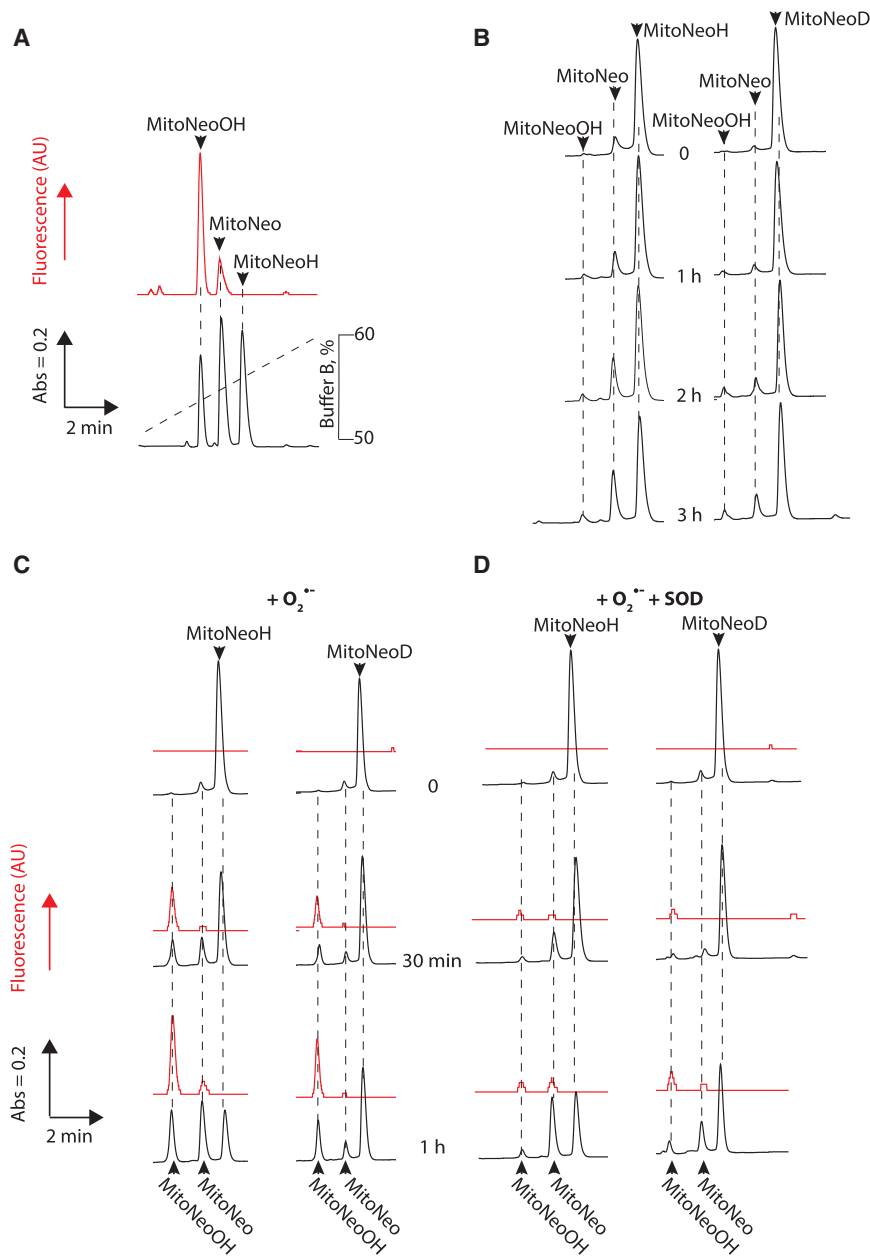 A
MitoNeoOH
MitoNeo
MitoNeoH
Fluorescence (AU)
Abs = 0.2
2 min
60
50
Buffer B, %
B
MitoNeoH
MitoNeoD
MitoNeo
MitoNeo
MitoNeoOH
MitoNeoOH
0
1 h
2 h
3 h
C
+ O₂•-
MitoNeoH
MitoNeoD
0
30 min
1 h
Fluorescence (AU)
Abs = 0.2
2 min
MitoNeoOH
MitoNeo
MitoNeoOH
MitoNeo
D
+ O₂•- + SOD
MitoNeoH
MitoNeoD
MitoNeoOH
MitoNeo
MitoNeoOH
MitoNeo